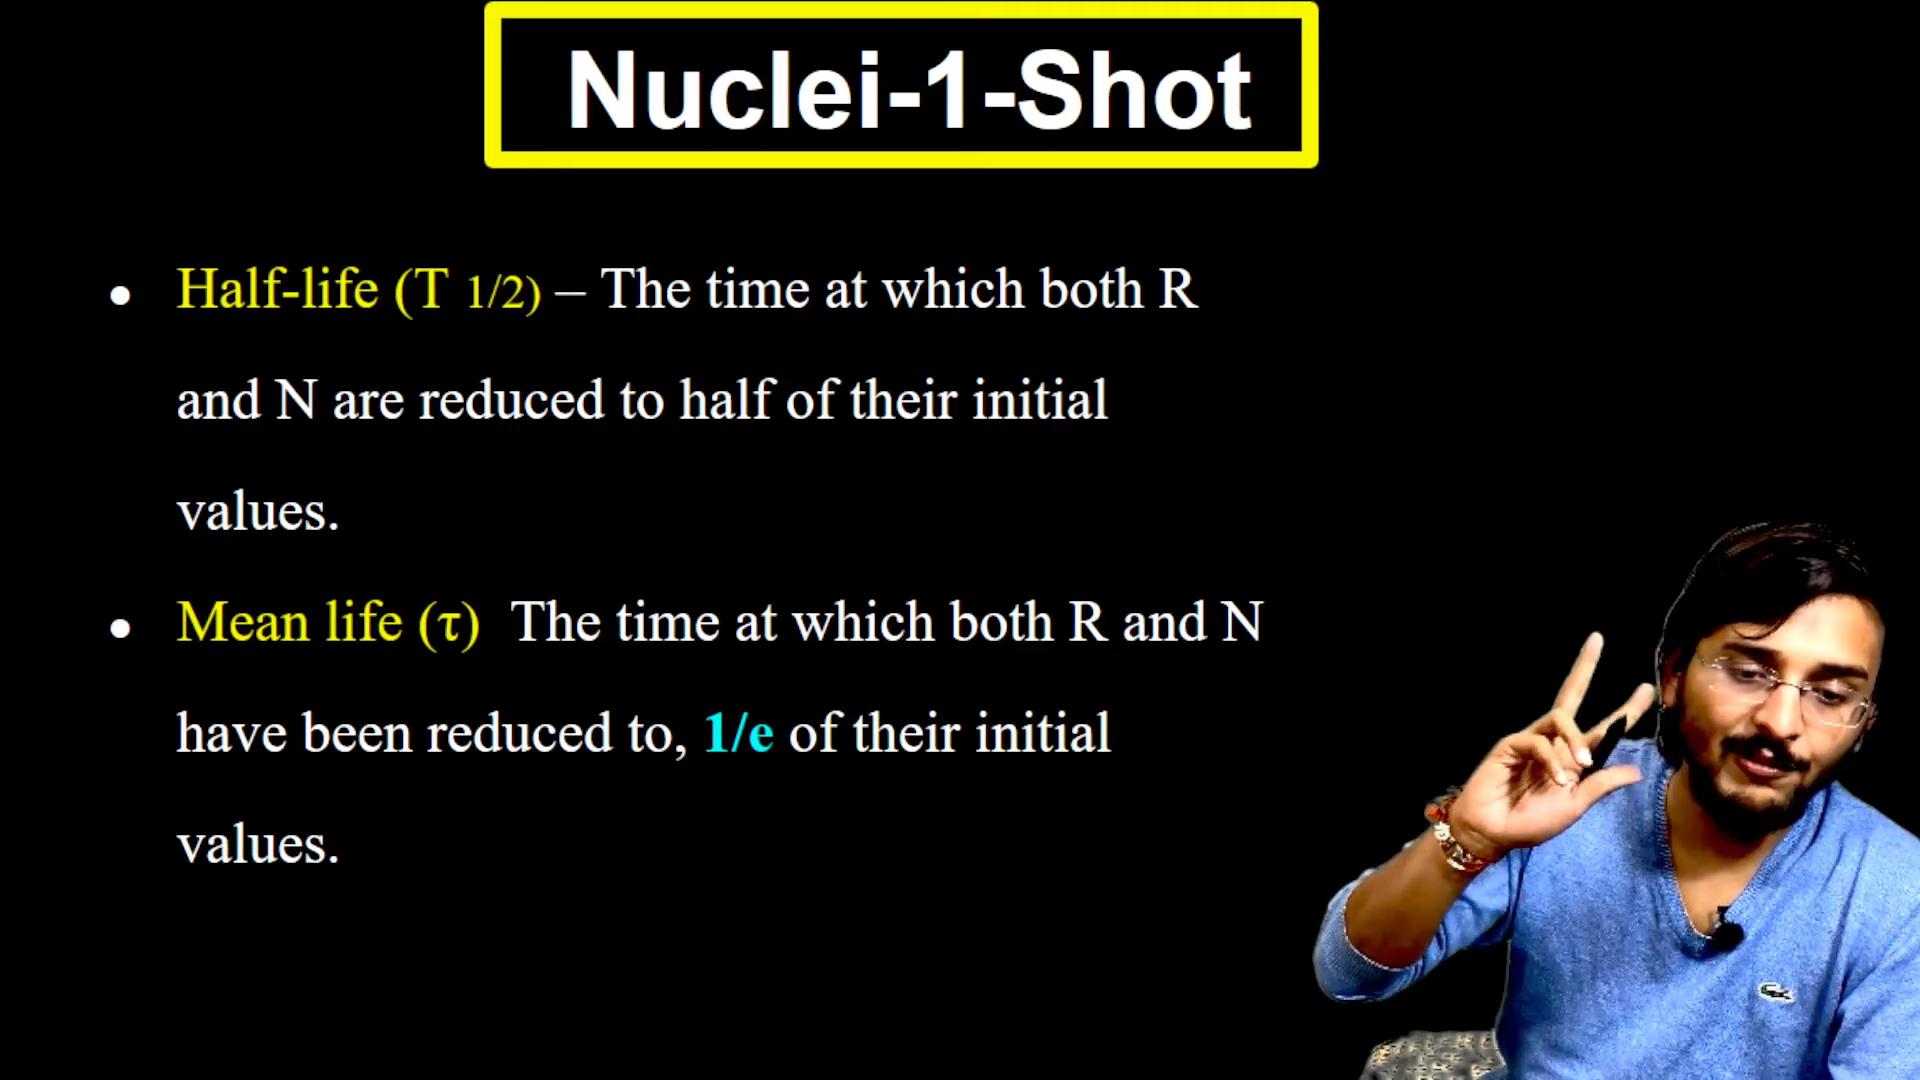 Nuclei-1-Shot
• Half-life (T 1/2) – The time at which both R
and N are reduced to half of their initial
values.
• Mean life (τ) The time at which both R and N
have been reduced to, 1/e of their initial
values.